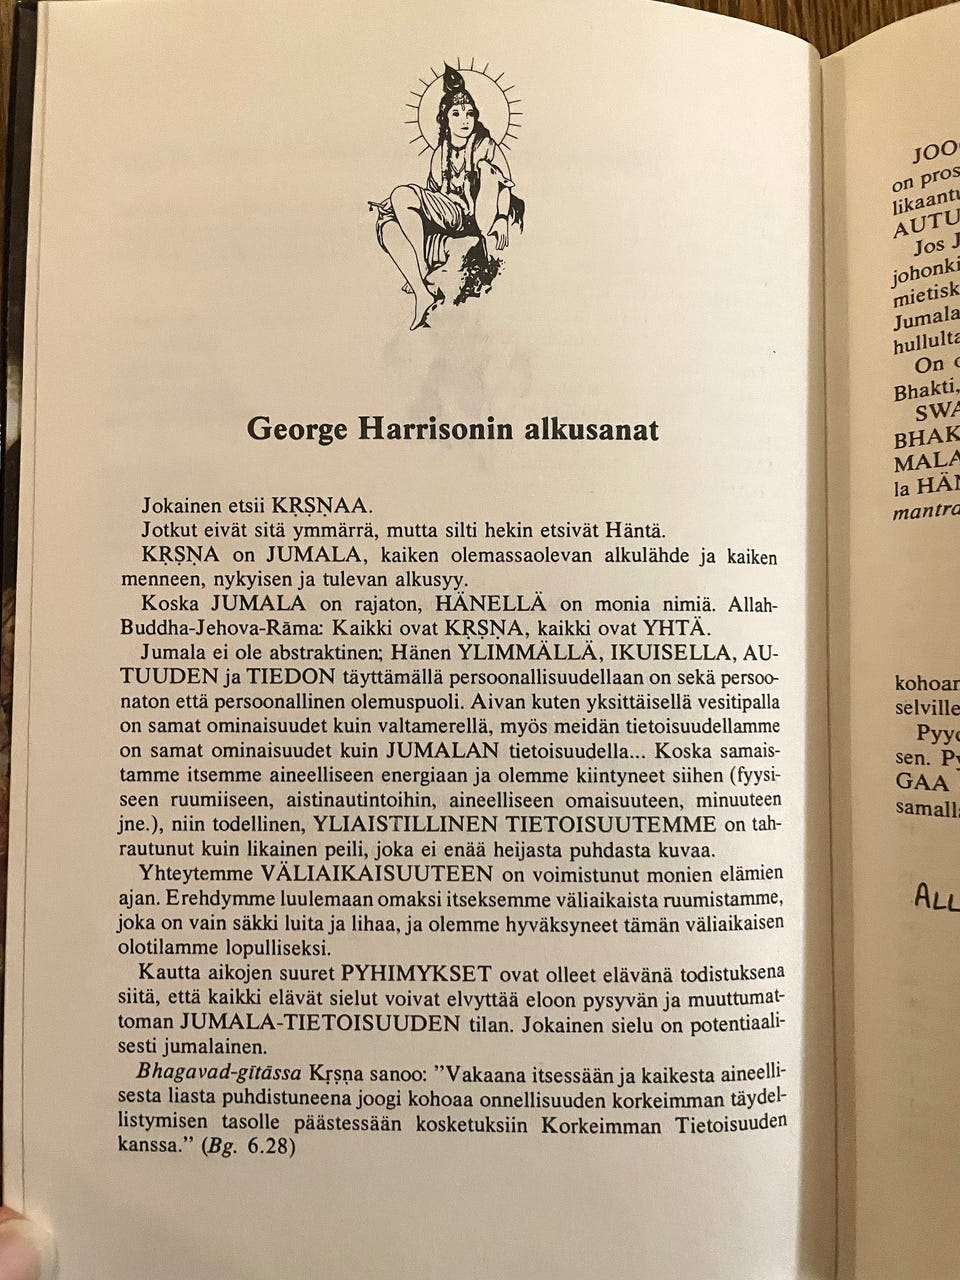 George Harrisonin alkusanat
Jokainen etsii KṚṢṆAA.
Jotkut eivät sitä ymmärrä, mutta silti hekin etsivät Häntä.
KṚṢṆA on JUMALA, kaiken olemassaolevan alkulähde ja kaiken
menneen, nykyisen ja tulevan alkusyy.
Koska JUMALA on rajaton, HÄNELLÄ on monia nimiä. Allah-
Buddha-Jehova-Rāma: Kaikki ovat KṚṢṆA, kaikki ovat YHTÄ.
Jumala ei ole abstraktinen; Hänen YLIMMÄLLÄ, IKUISELLA, AU-
TUUDEN ja TIEDON täyttämällä persoonallisuudellaan on sekä persoo-
naton että persoonallinen olemuspuoli. Aivan kuten yksittäisellä vesitipalla
on samat ominaisuudet kuin valtamerellä, myös meidän tietoisuudellamme
on samat ominaisuudet kuin JUMALAN tietoisuudella... Koska samais-
tamme itsemme aineelliseen energiaan ja olemme kiintyneet siihen (fyysi-
seen ruumiiseen, aistinautintoihin, aineelliseen omaisuuteen, minuuteen
jne.), niin todellinen, YLIAISTILLINEN TIETOISUUTEMME on tah-
rautunut kuin likainen peili, joka ei enää heijasta puhdasta kuvaa.
Yhteytemme VÄLIAIKAISUUTEEN on voimistunut monien elämien
ajan. Erehdymme luulemaan omaksi itseksemme väliaikaista ruumistamme,
joka on vain säkki luita ja lihaa, ja olemme hyväksyneet tämän väliaikaisen
olotilamme lopulliseksi.
Kautta aikojen suuret PYHIMYKSET ovat olleet elävänä todistuksena
siitä, että kaikki elävät sielut voivat elvyttää eloon pysyvän ja muuttumat-
toman JUMALA-TIETOISUUDEN tilan. Jokainen sielu on potentiaali-
sesti jumalainen.
Bhagavad-gītāssa Kṛṣṇa sanoo: ”Vakaana itsessään ja kaikesta aineelli-
sesta liasta puhdistuneena joogi kohoaa onnellisuuden korkeimman täydel-
listymisen tasolle päästessään kosketuksiin Korkeimman Tietoisuuden
kanssa.” (Bg. 6.28)
on
Jos
On
Bhakti,
la
mantra
Pyy
sen.
GAA